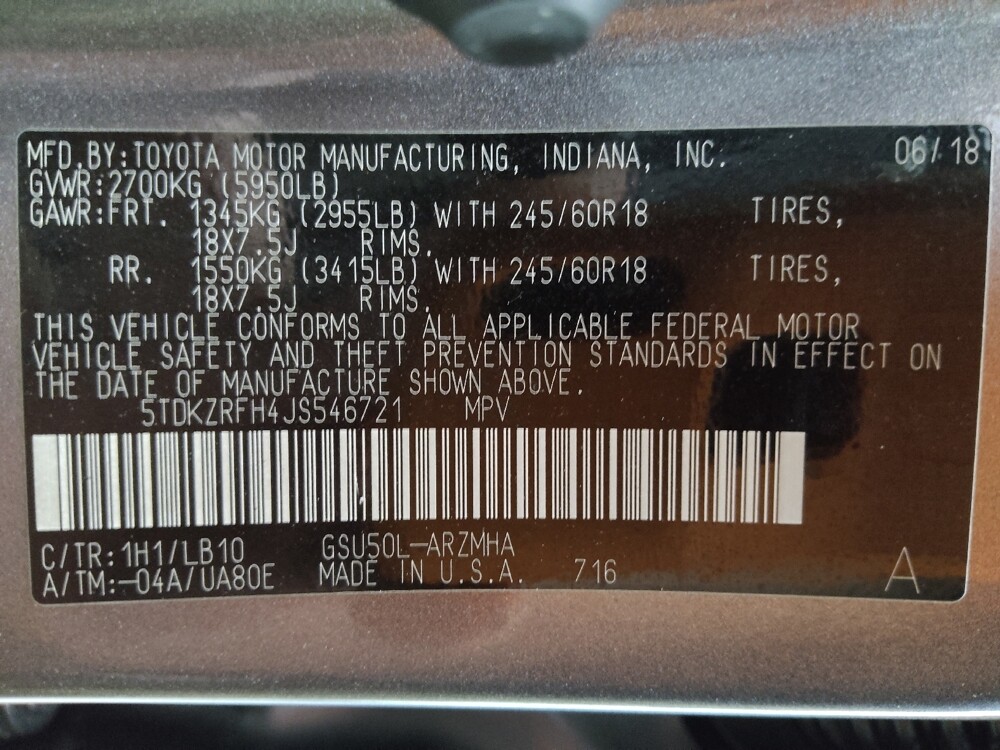 MFD.BY:TOYOTA MOTOR MANUFACTURING, INDIANA, INC. 06/18
GVWR:2700KG (5950LB)
GAWR:FRT. 1345KG (2955LB) WITH 245/60R18 TIRES,
18X7.5J RIMS,
RR. 1550KG (3415LB) WITH 245/60R18 TIRES,
18X7.5J RIMS,
THIS VEHICLE CONFORMS TO ALL APPLICABLE FEDERAL MOTOR
VEHICLE SAFETY AND THEFT PREVENTION STANDARDS IN EFFECT ON
THE DATE OF MANUFACTURE SHOWN ABOVE.
5TDKZRFH4JS546721 MPV
C/TR:1H1/LB10 GSU50L-ARZMHA
A/TM:-04A/UA80E MADE IN U.S.A. 716 A